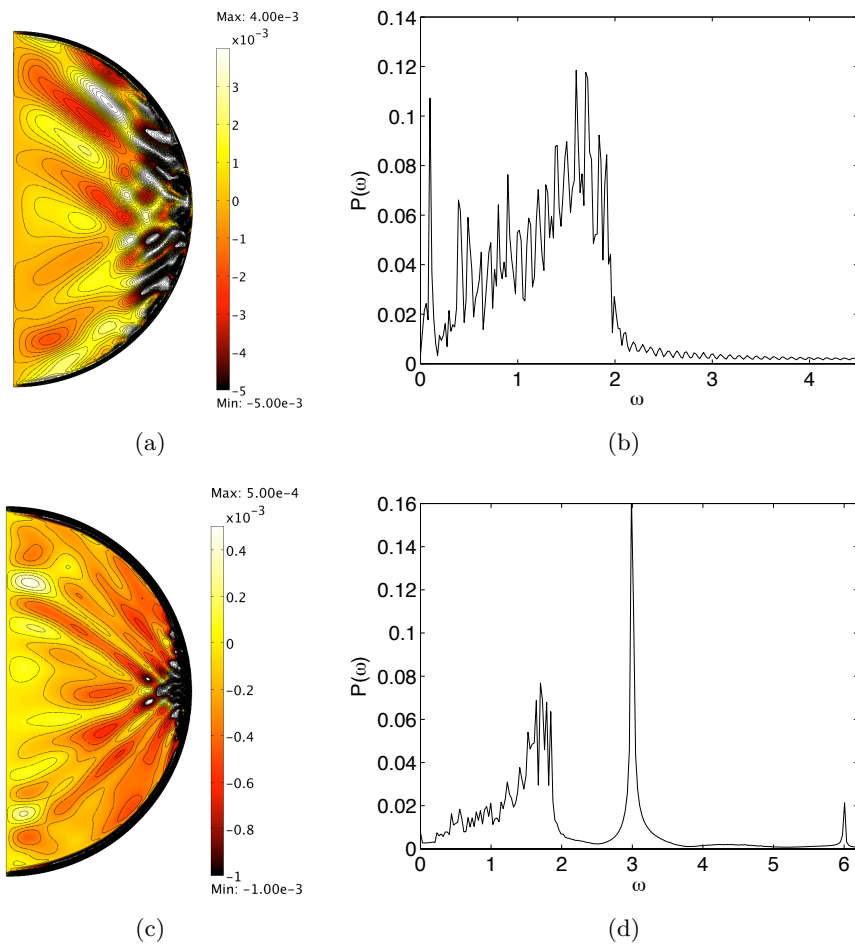 Max: 4.00e-3
×10⁻³
3
2
1
0
-1
-2
-3
-4
-5
Min: -5.00e-3
(a)
0.14
0.12
0.1
0.08
0.06
0.04
0.02
0
P(ω)
0 1 2 3 4
ω
(b)
Max: 5.00e-4
×10⁻³
0.4
0.2
0
-0.2
-0.4
-0.6
-0.8
-1
Min: -1.00e-3
(c)
0.16
0.14
0.12
0.1
0.08
0.06
0.04
0.02
0
P(ω)
0 1 2 3 4 5 6
ω
(d)